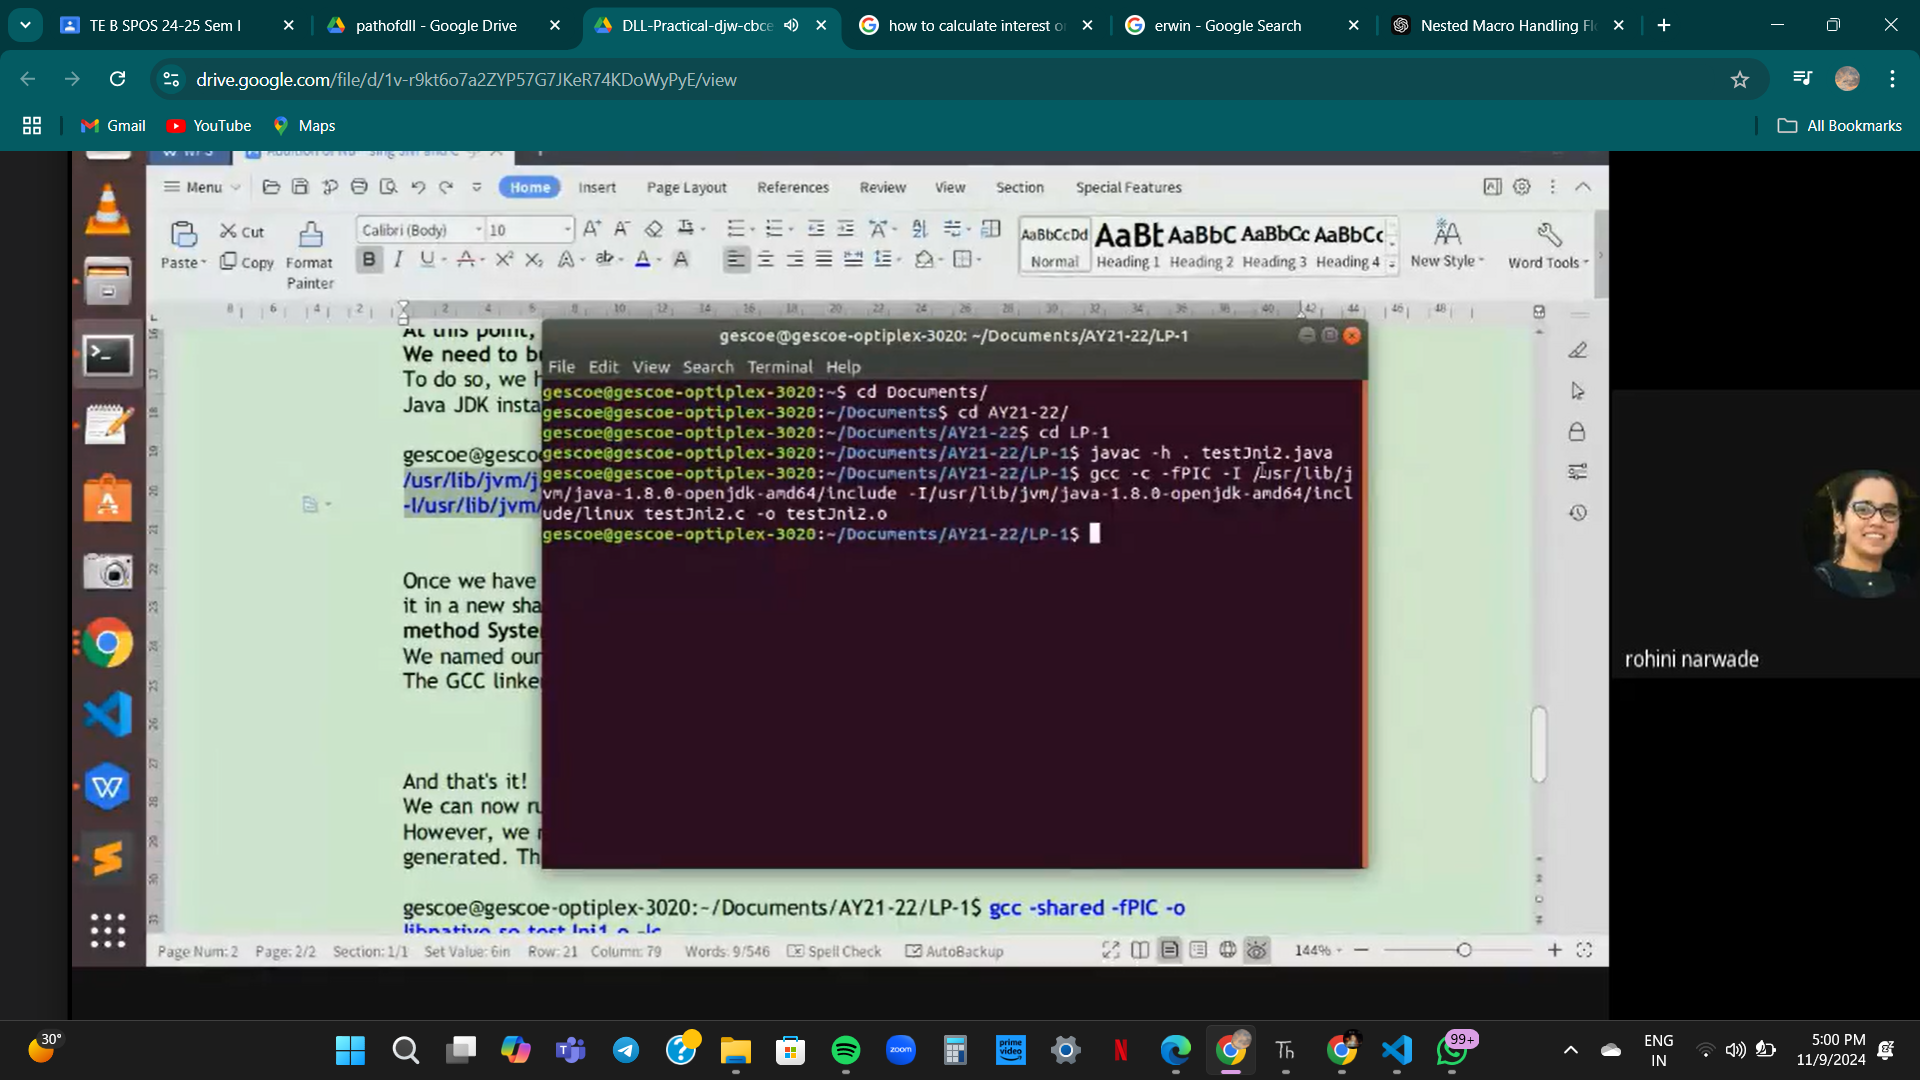 TE B SPOS 24-25 Sem I
pathofdll - Google Drive
DLL-Practical-djw-cbce
how to calculate interest o
erwin - Google Search
Nested Macro Handling Fl
drive.google.com/file/d/1v-r9kt6o7a2ZYP57G7JKeR74KDoWyPyE/view
Gmail
YouTube
Maps
All Bookmarks
Menu
Home
Insert
Page Layout
References
Review
View
Section
Special Features
Paste
Cut
Copy
Format
Painter
Calibri (Body)
10
AaBbCcDd
AaBt
AaBbC
AaBbCc
AaBbCc
Normal
Heading 1
Heading 2
Heading 3
Heading 4
New Style
Word Tools
At this point,
We need to bu
To do so, we h
Java JDK insta
gescoe@gesco
/usr/lib/jvm/j
-I/usr/lib/jvm/
Once we have
it in a new sha
method Syste
We named our
The GCC linke
And that's it!
We can now ru
However, we n
generated. Th
gescoe@gescoe-optiplex-3020:~/Documents/AY21-22/LP-1$ gcc -shared -fPIC -o
libnative.so testJni1.o -lc
gescoe@gescoe-optiplex-3020: ~/Documents/AY21-22/LP-1
File Edit View Search Terminal Help
gescoe@gescoe-optiplex-3020:~$ cd Documents/
gescoe@gescoe-optiplex-3020:~/Documents$ cd AY21-22/
gescoe@gescoe-optiplex-3020:~/Documents/AY21-22$ cd LP-1
gescoe@gescoe-optiplex-3020:~/Documents/AY21-22/LP-1$ javac -h . testJni2.java
gescoe@gescoe-optiplex-3020:~/Documents/AY21-22/LP-1$ gcc -c -fPIC -I /usr/lib/j
vm/java-1.8.0-openjdk-amd64/include -I/usr/lib/jvm/java-1.8.0-openjdk-amd64/incl
ude/linux testJni2.c -o testJni2.o
gescoe@gescoe-optiplex-3020:~/Documents/AY21-22/LP-1$
rohini narwade
Page Num: 2
Page: 2/2
Section: 1/1
Set Value: 6in
Row: 21
Column: 79
Words: 9/546
Spell Check
AutoBackup
144%
30°
zoom
prime
video
99+
ENG
IN
5:00 PM
11/9/2024